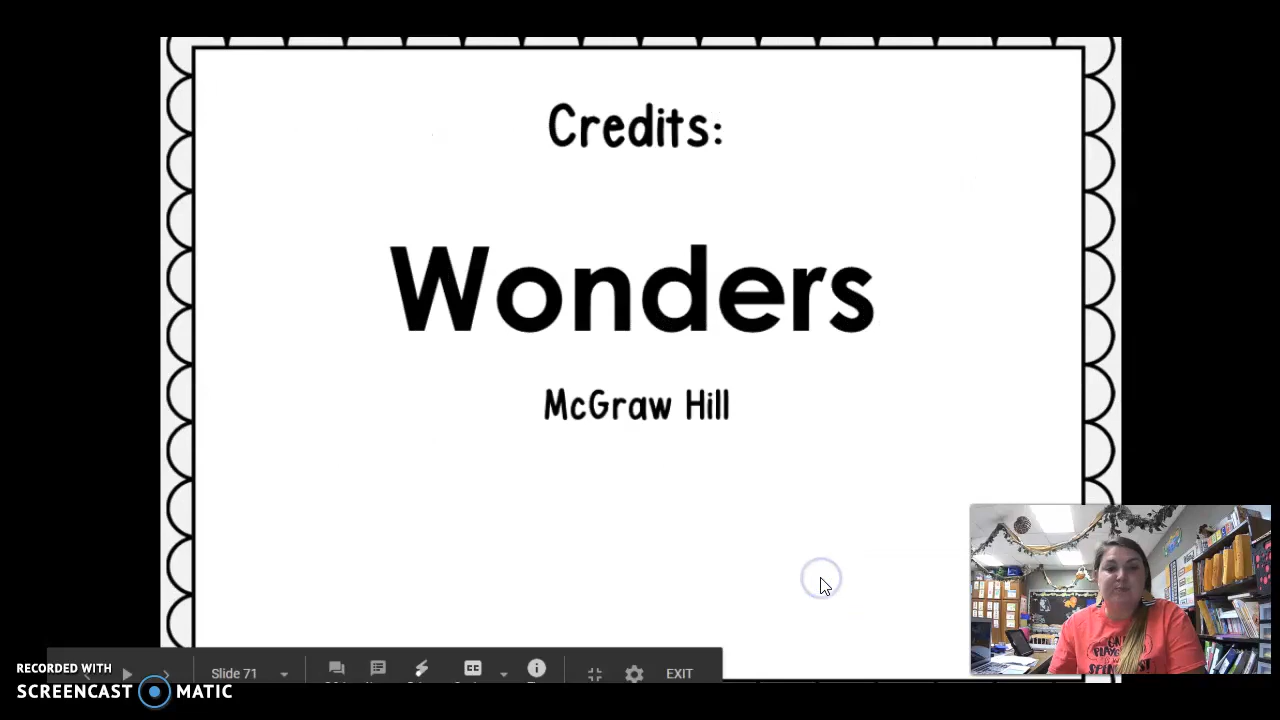 Credits:
Wonders
McGraw Hill
Slide 71
EXIT
RECORDED WITH
SCREENCAST MATIC